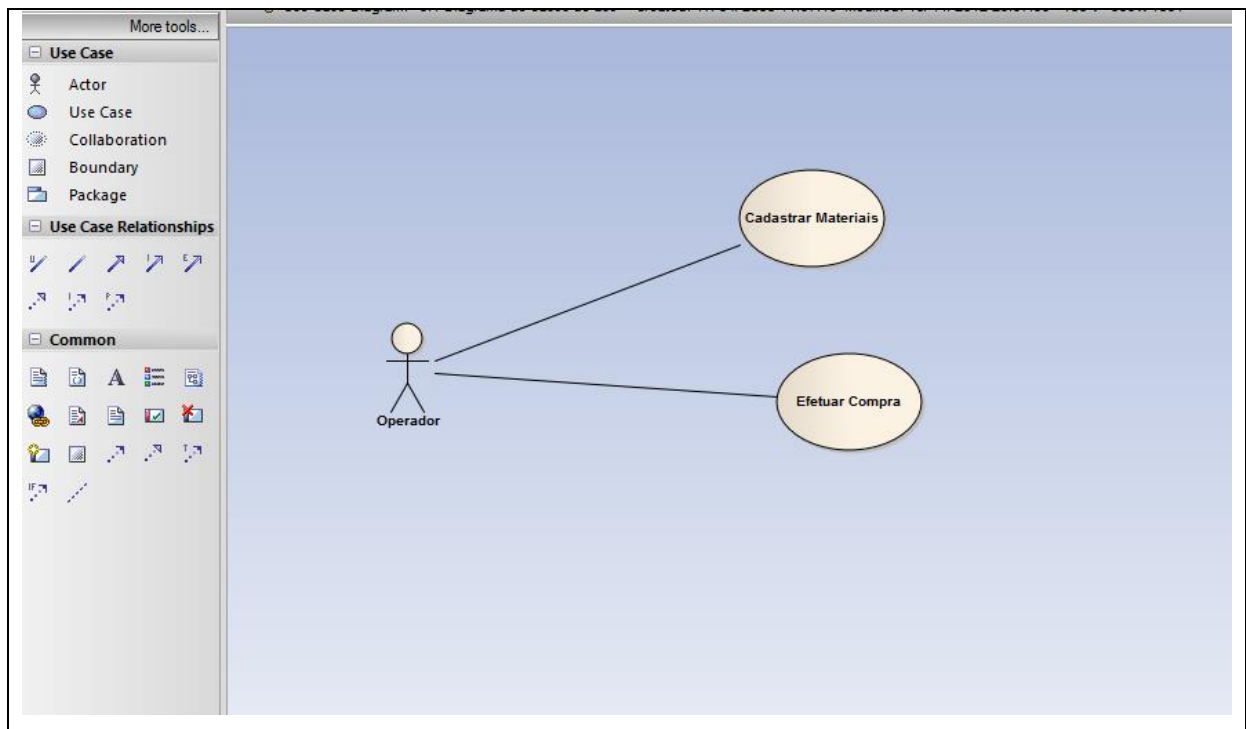 More tools...
Use Case
Actor
Use Case
Collaboration
Boundary
Package
Use Case Relationships
Common
Cadastrar Materiais
Efetuar Compra
Operador